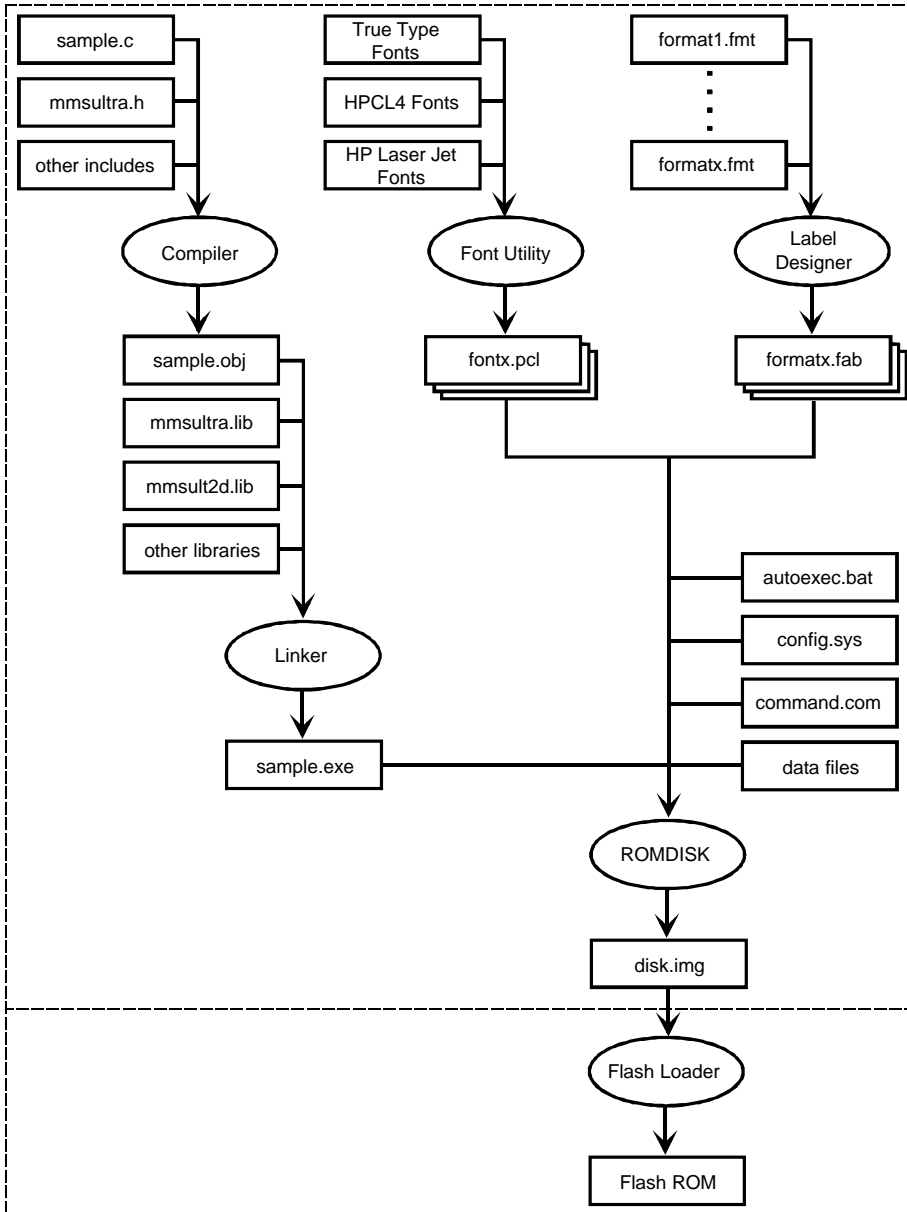 sample.c
mmsultra.h
other includes
Compiler
sample.obj
mmsultra.lib
mmsult2d.lib
other libraries
Linker
sample.exe
True Type
Fonts
HPCL4 Fonts
HP Laser Jet
Fonts
Font Utility
fontx.pcl
format1.fmt
formatx.fmt
Label
Designer
formatx.fab
autoexec.bat
config.sys
command.com
data files
ROMDISK
disk.img
Flash Loader
Flash ROM